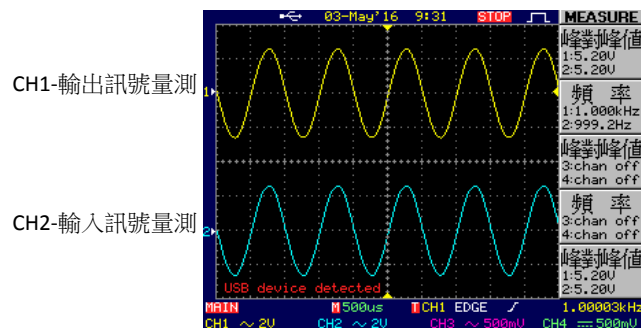 03-May'16 9:31 STOP MEASURE
峰對峰值
1:5.20V
2:5.20V
CH1-輸出訊號量測
1
頻 率
1:1.000kHz
2:999.2Hz
峰對峰值
3:chan off
4:chan off
頻 率
3:chan off
4:chan off
CH2-輸入訊號量測
2
峰對峰值
1:5.20V
2:5.20V
USB device detected
MAIN M 500us T CH1 EDGE 1.00003kHz
CH1 ~ 2V CH2 ~ 2V CH3 ~ 500mV CH4 500mV